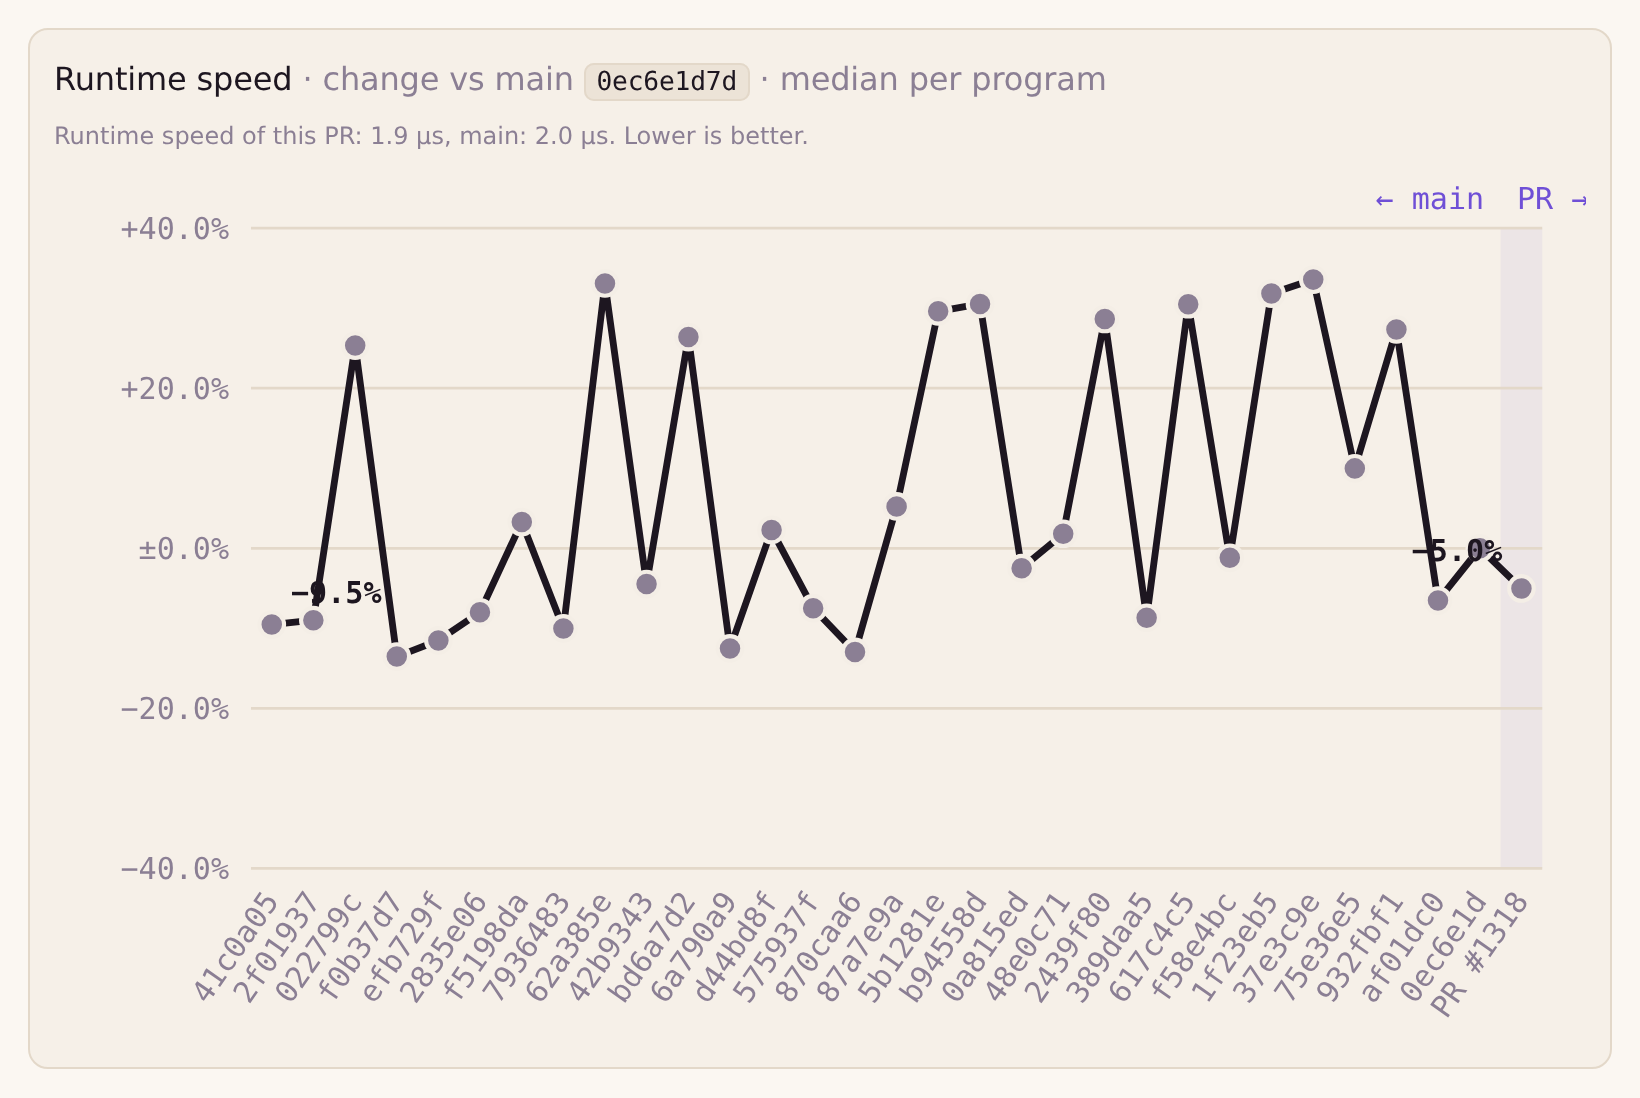 Runtime speed · change vs main 0ec6e1d7d · median per program
Runtime speed of this PR: 1.9 µs, main: 2.0 µs. Lower is better.
← main PR →
+40.0%
+20.0%
±0.0%
−20.0%
−40.0%
−9.5%
−5.0%
41c0a05
2f01937
022799c
f0b37d7
efb729f
2835e06
f5198da
7936483
62a385e
42b9343
bd6a7d2
6a790a9
d44bd8f
575937f
870caa6
87a7e9a
5b1281e
b94558d
0a815ed
48e0c71
2439f80
389daa5
617c4c5
f58e4bc
1f23eb5
37e3c9e
75e36e5
932fbf1
af01dc0
0ec6e1d
PR #1318